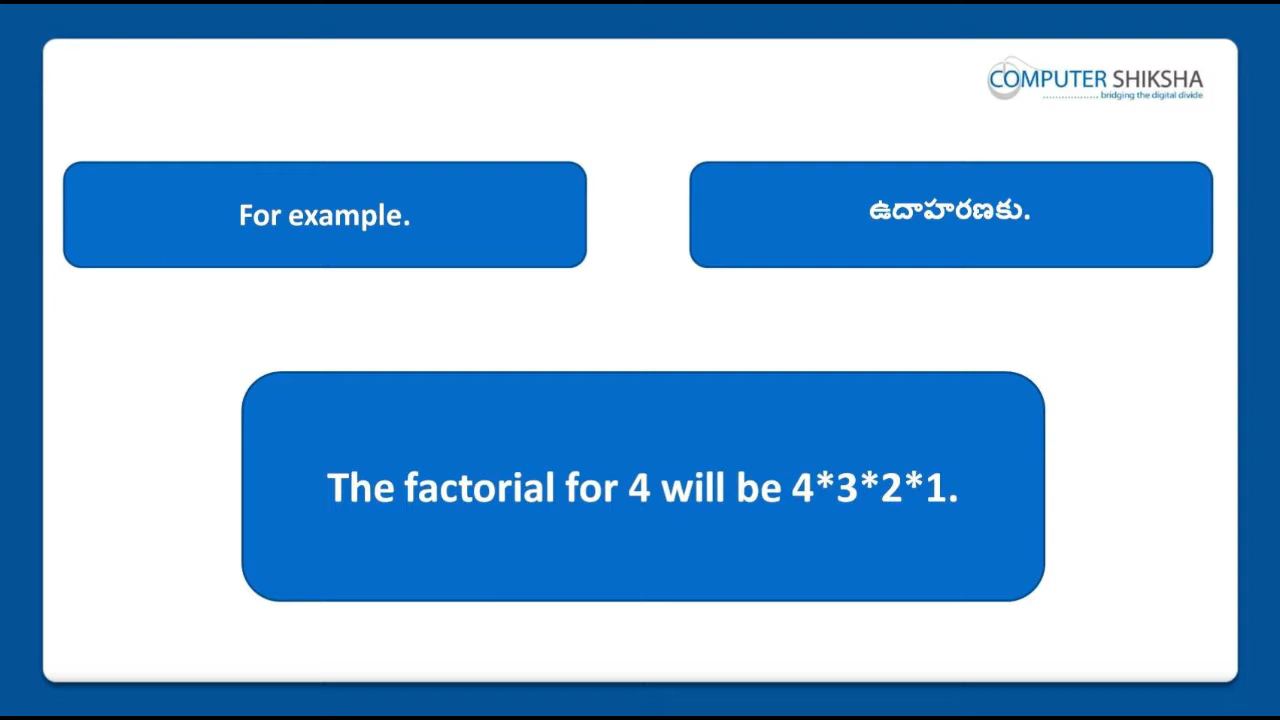 COMPUTER SHIKSHA
bridging the digital divide
For example.
ఉదాహరణకు.
The factorial for 4 will be 4*3*2*1.